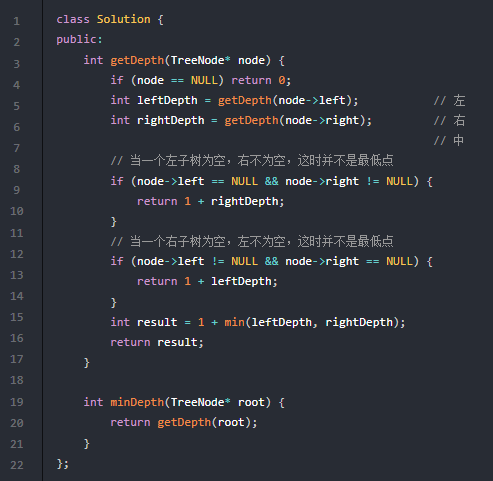 1 class Solution {
2 public:
3     int getDepth(TreeNode* node) {
4         if (node == NULL) return 0;
5         int leftDepth = getDepth(node->left);           // 左
6         int rightDepth = getDepth(node->right);         // 右
7                                                         // 中
8         // 当一个左子树为空，右不为空，这时并不是最低点
9         if (node->left == NULL && node->right != NULL) {
10             return 1 + rightDepth;
11         }
12         // 当一个右子树为空，左不为空，这时并不是最低点
13         if (node->left != NULL && node->right == NULL) {
14             return 1 + leftDepth;
15         }
16         int result = 1 + min(leftDepth, rightDepth);
17         return result;
18     }
19
20     int minDepth(TreeNode* root) {
21         return getDepth(root);
22     }
};